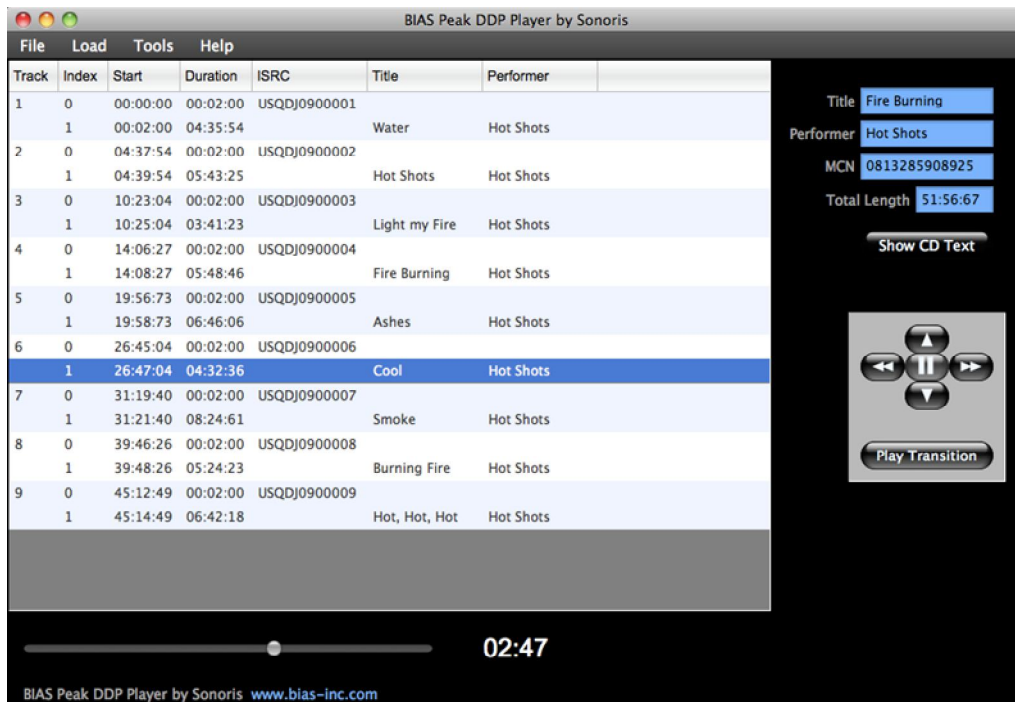 BIAS Peak DDP Player by Sonoris
File Load Tools Help
Track Index Start Duration ISRC Title Performer
1 0 00:00:00 00:02:00 USQDJ0900001
1 00:02:00 04:35:54 Water Hot Shots
2 0 04:37:54 00:02:00 USQDJ0900002
1 04:39:54 05:43:25 Hot Shots Hot Shots
3 0 10:23:04 00:02:00 USQDJ0900003
1 10:25:04 03:41:23 Light my Fire Hot Shots
4 0 14:06:27 00:02:00 USQDJ0900004
1 14:08:27 05:48:46 Fire Burning Hot Shots
5 0 19:56:73 00:02:00 USQDJ0900005
1 19:58:73 06:46:06 Ashes Hot Shots
6 0 26:45:04 00:02:00 USQDJ0900006
1 26:47:04 04:32:36 Cool Hot Shots
7 0 31:19:40 00:02:00 USQDJ0900007
1 31:21:40 08:24:61 Smoke Hot Shots
8 0 39:46:26 00:02:00 USQDJ0900008
1 39:48:26 05:24:23 Burning Fire Hot Shots
9 0 45:12:49 00:02:00 USQDJ0900009
1 45:14:49 06:42:18 Hot, Hot, Hot Hot Shots
Title Fire Burning
Performer Hot Shots
MCN 0813285908925
Total Length 51:56:67
Show CD Text
Play Transition
02:47
BIAS Peak DDP Player by Sonoris www.bias-inc.com